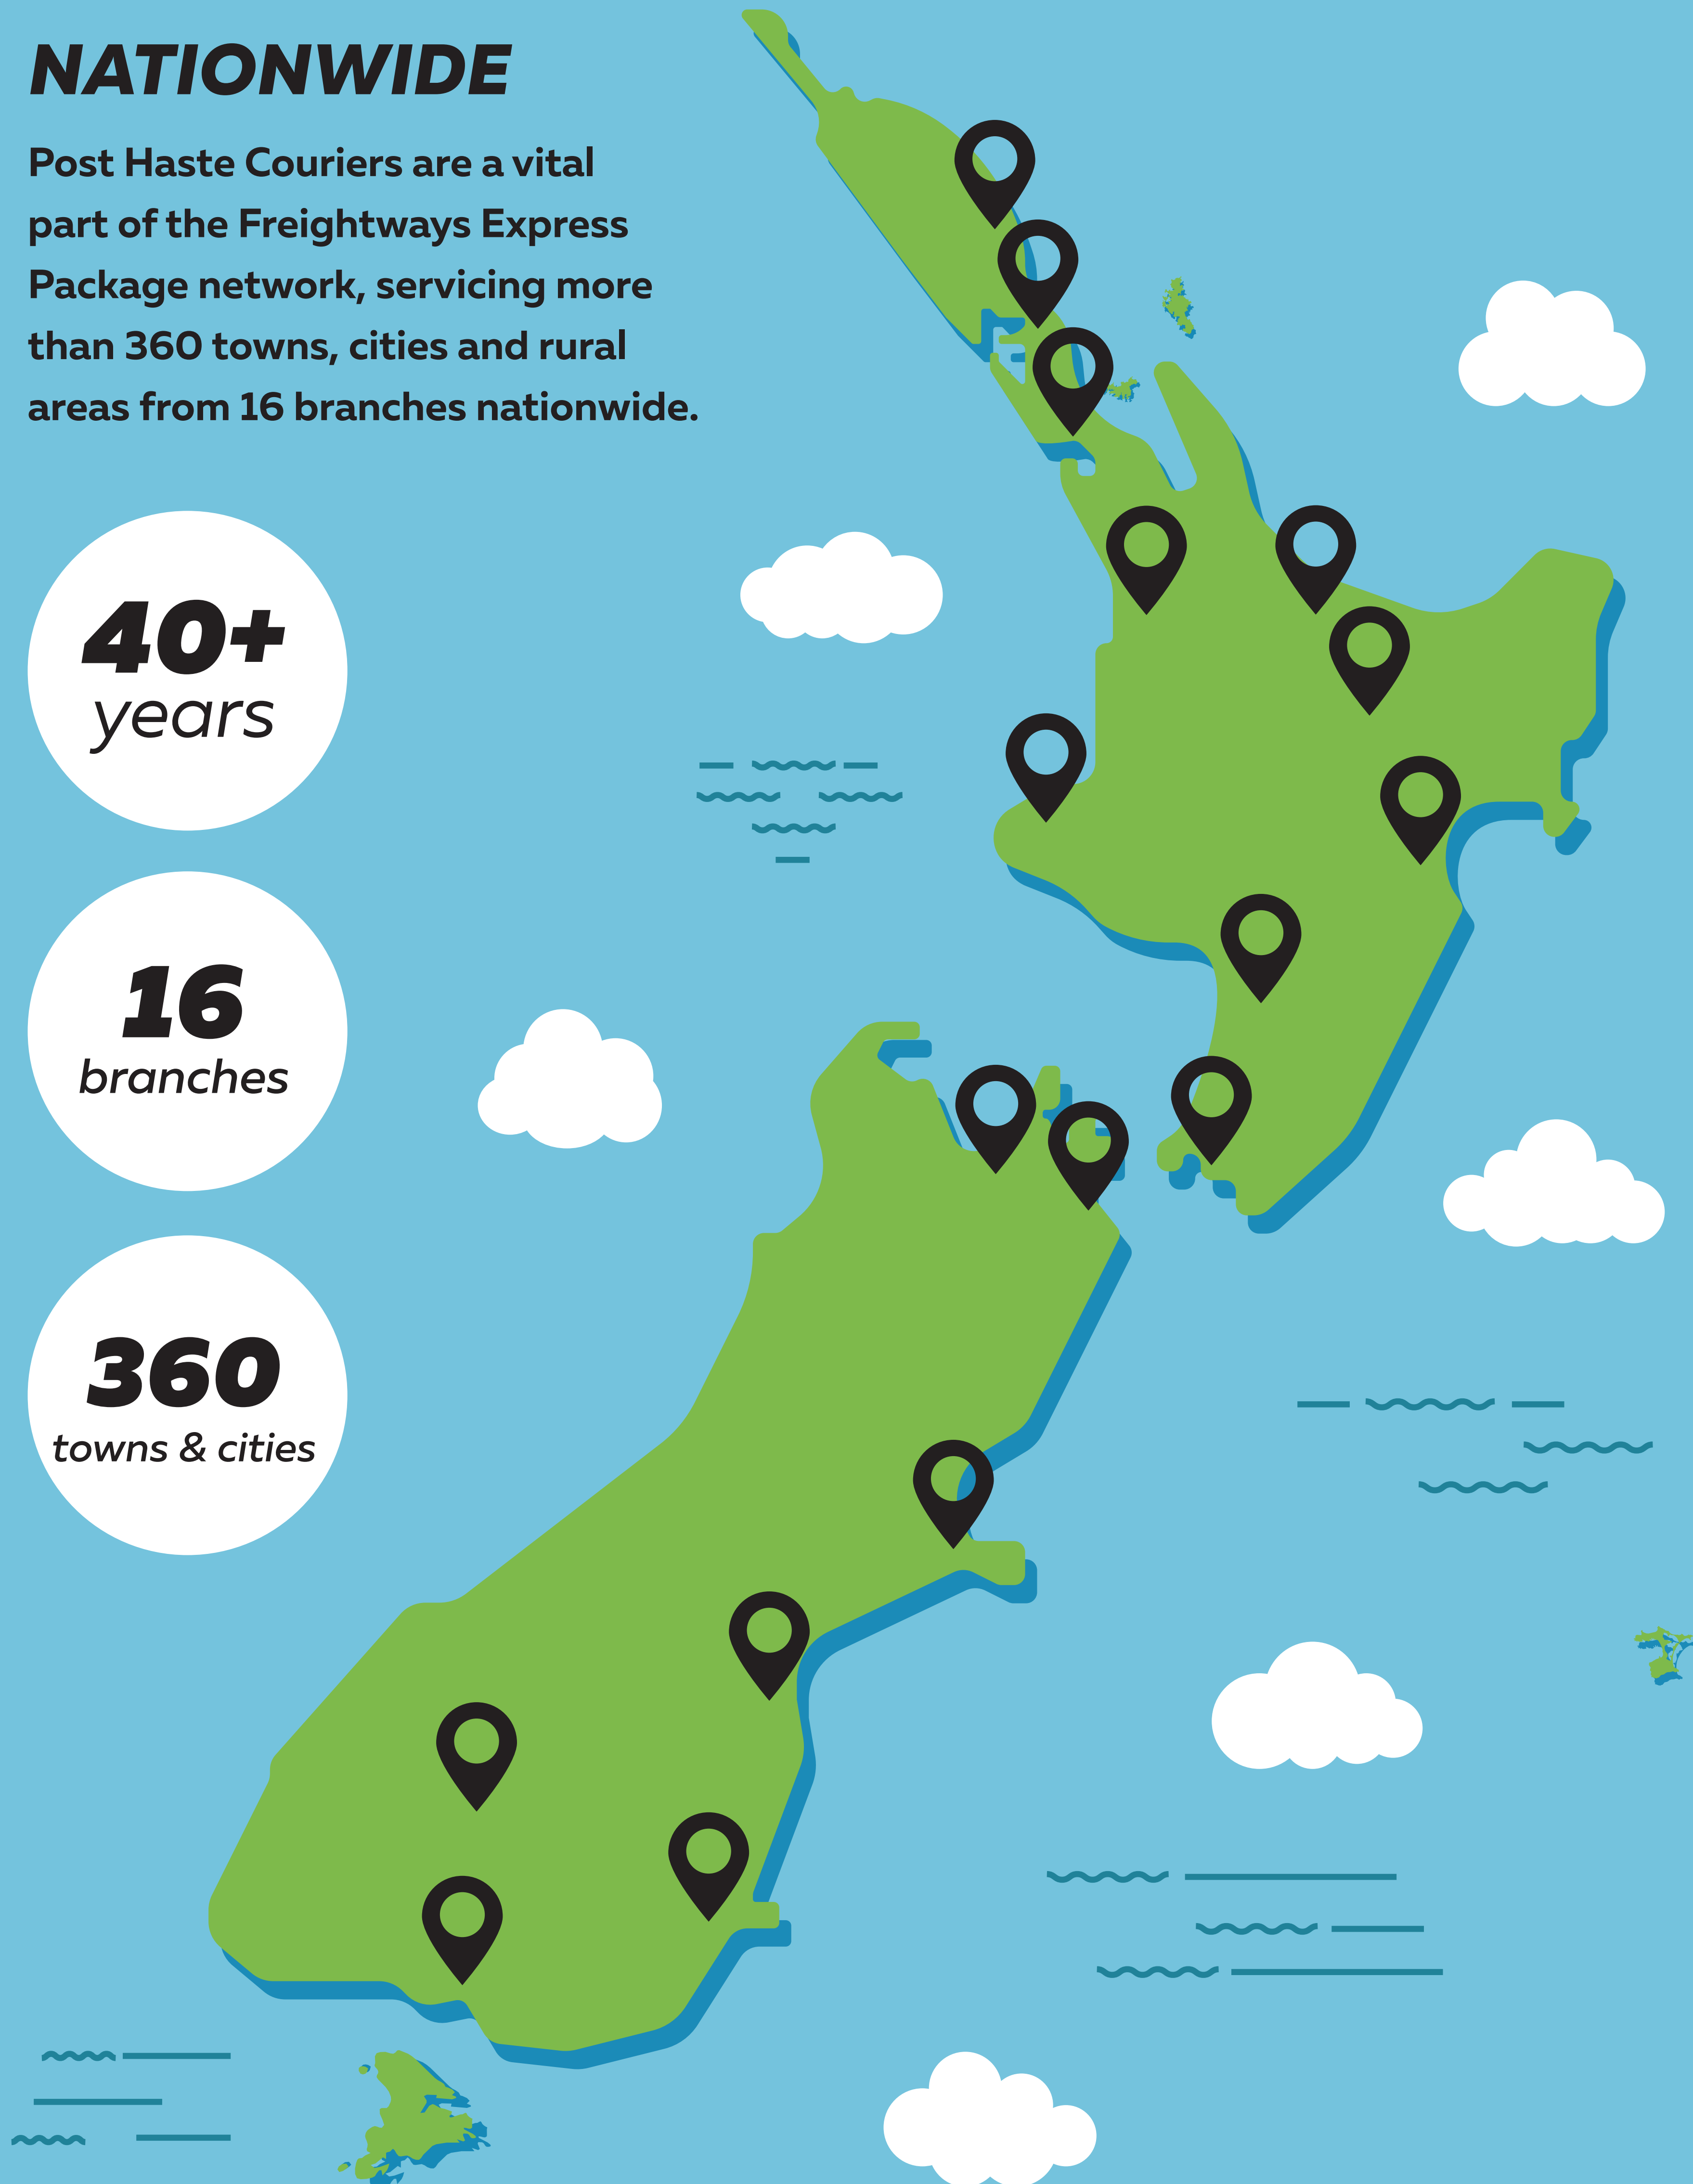 NATIONWIDE
Post Haste Couriers are a vital
part of the Freightways Express
Package network, servicing more
than 360 towns, cities and rural
areas from 16 branches nationwide.
40+
years
16
branches
360
towns & cities